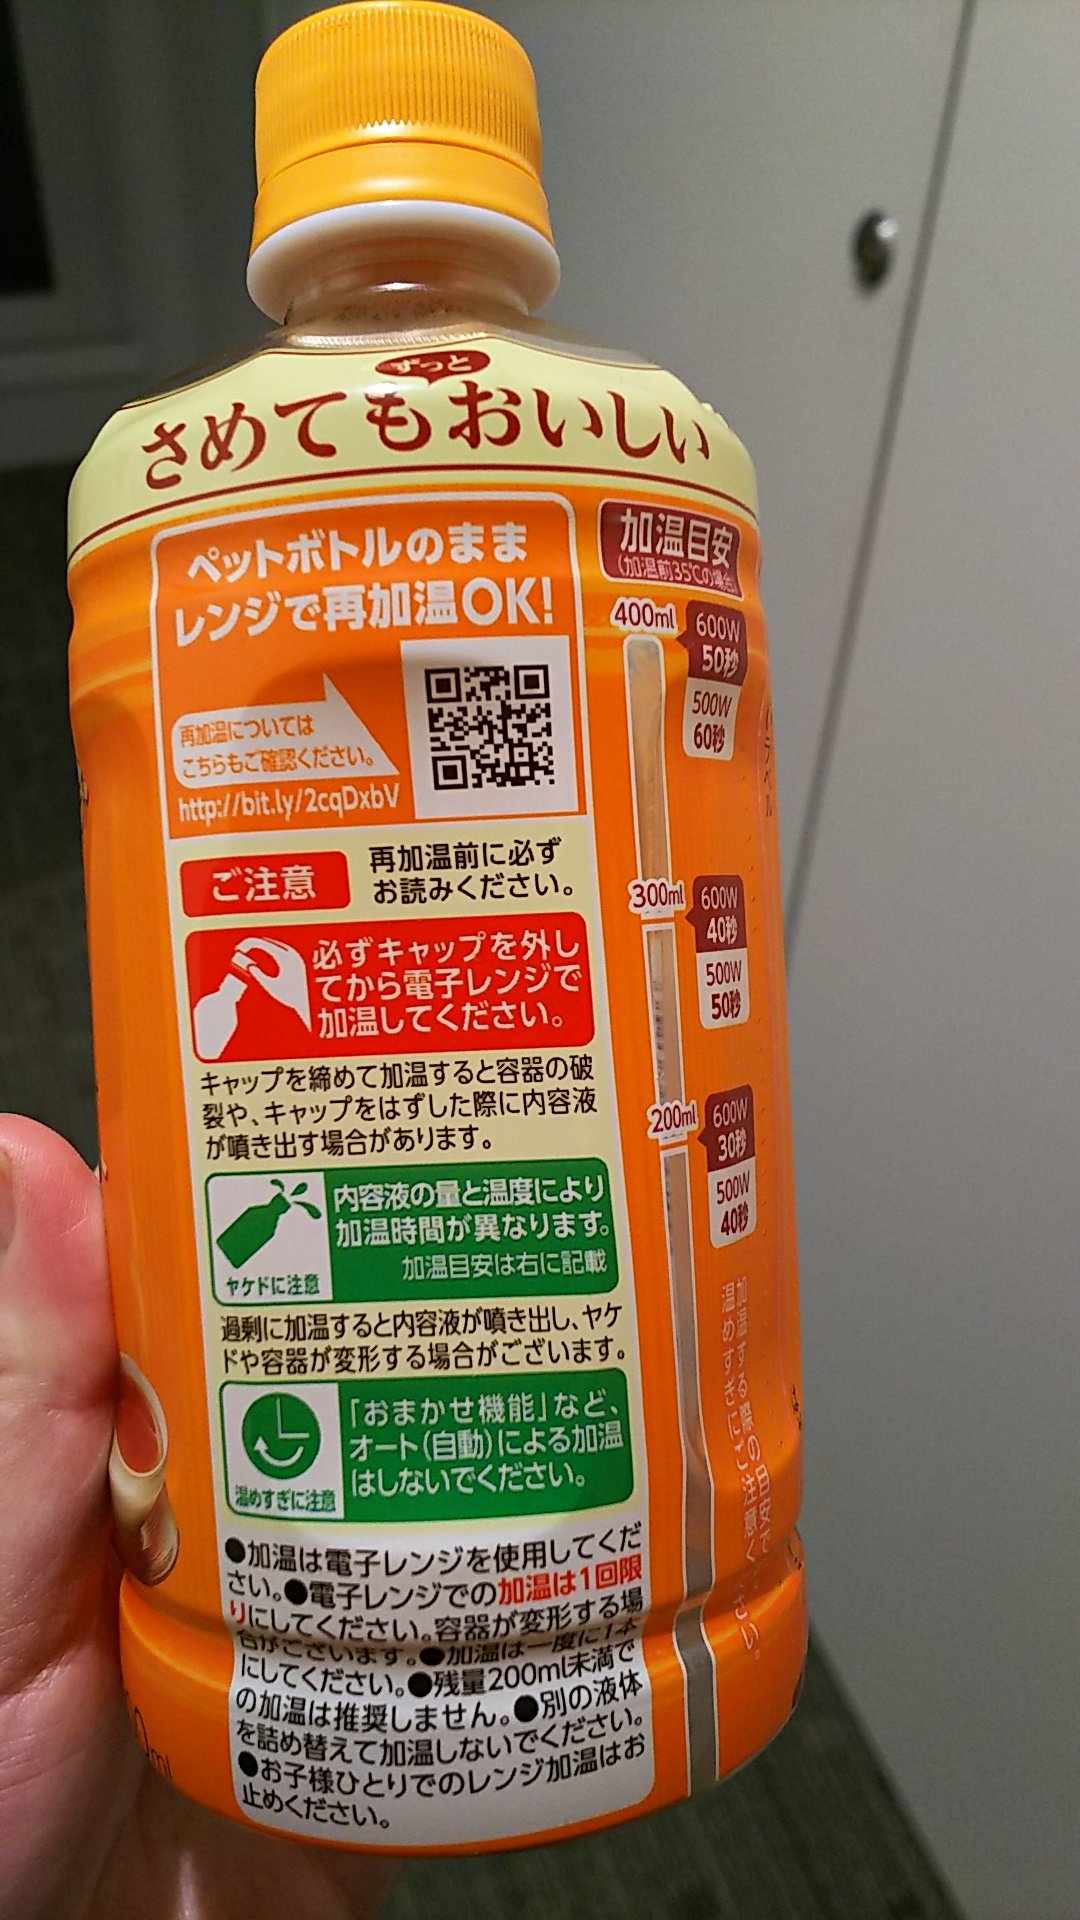 ずっと
さめてもおいしい
ペットボトルのまま
レンジで再加温OK!
再加温については
こちらもご確認ください。
http://bit.ly/2cqDxbV
ご注意
再加温前に必ず
お読みください。
必ずキャップを外し
てから電子レンジで
加温してください。
キャップを締めて加温すると容器の破
裂や、キャップをはずした際に内容液
が噴き出す場合があります。
ヤケドに注意
内容液の量と温度により
加温時間が異なります。
加温目安は右に記載
過剰に加温すると内容液が噴き出し、ヤケ
ドや容器が変形する場合がございます。
温めすぎに注意
「おまかせ機能」など、
オート(自動)による加温
はしないでください。
●加温は電子レンジを使用してくだ
さい。●電子レンジでの加温は1回限
りにしてください。容器が変形する場
合がございます。●加温は一度に1本
にしてください。●残量200ml未満で
の加温は推奨しません。●別の液体
を詰め替えて加温しないでください。
●お子様ひとりでのレンジ加温はお
止めください。
加温目安
(加温前35℃の場合)
400ml
600W
50秒
500W
60秒
300ml
600W
40秒
500W
50秒
200ml
600W
30秒
500W
40秒
加温する際の目安で
温めすぎにご注意ください。
ml